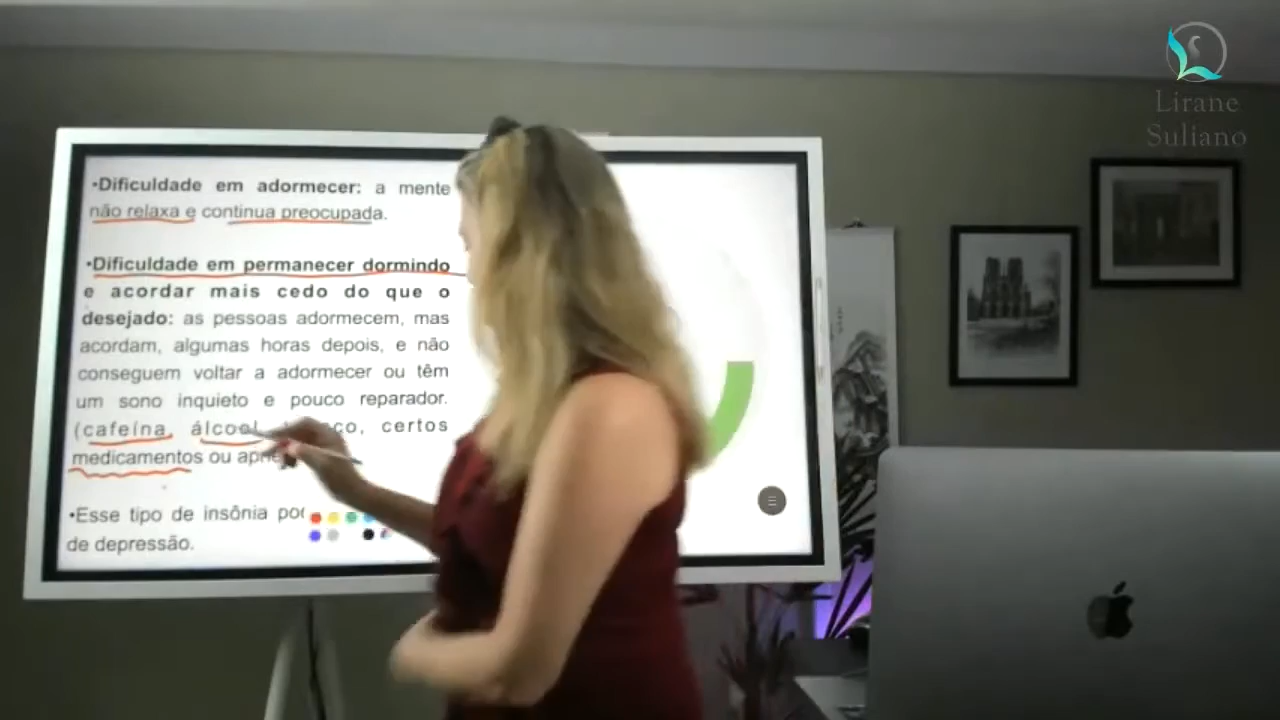 •Dificuldade em adormecer: a mente
não relaxa e continua preocupada.
•Dificuldade em permanecer dormindo
e acordar mais cedo do que o
desejado: as pessoas adormecem, mas
acordam, algumas horas depois, e não
conseguem voltar a adormecer ou têm
um sono inquieto e pouco reparador.
(cafeína, álcool certos
medicamentos ou
•Esse tipo de insônia
de depressão.
Lirane
Suliano